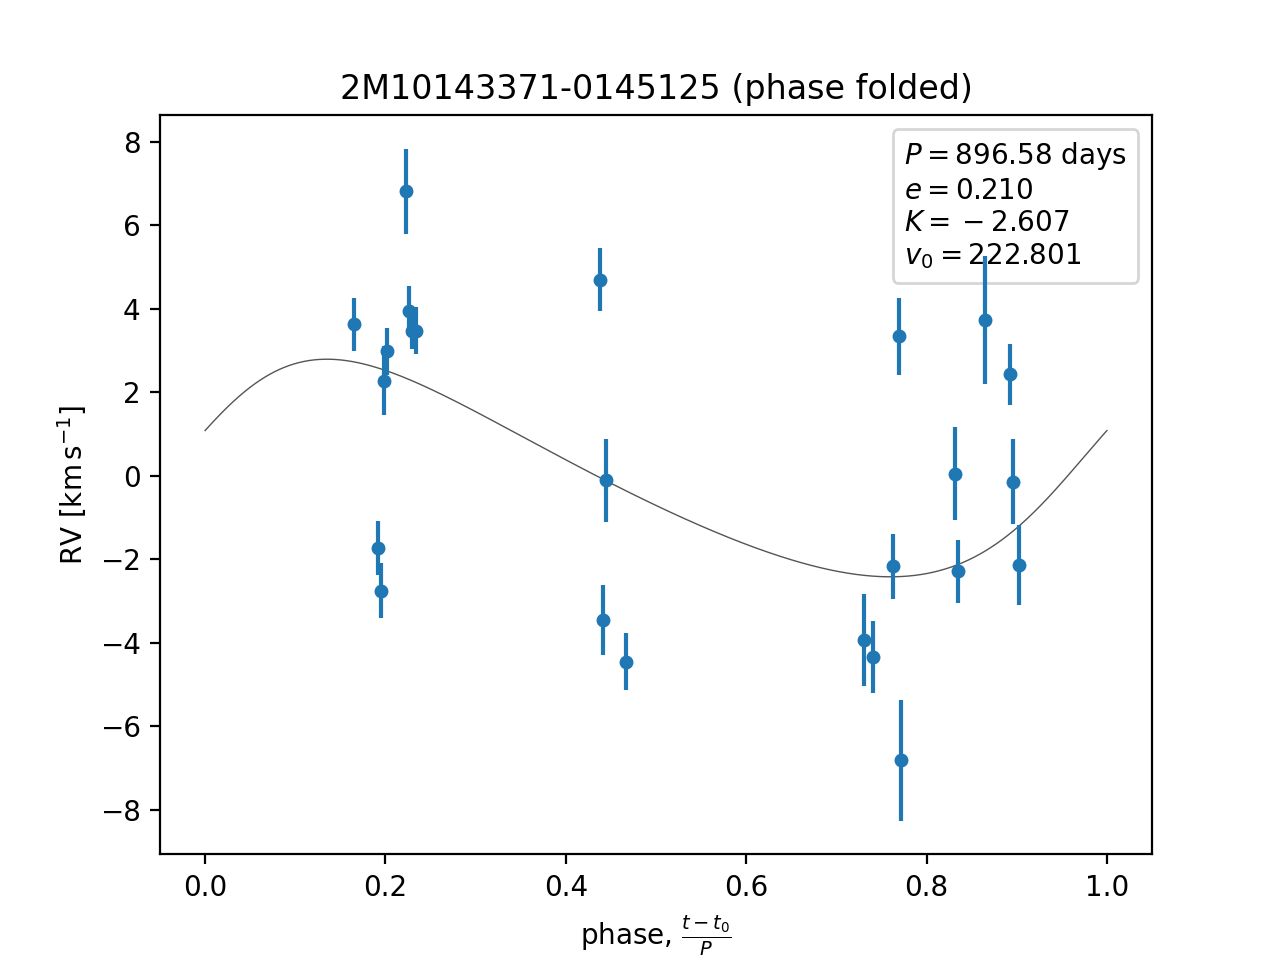 2M10143371-0145125 (phase folded)
P = 896.58 days
e = 0.210
K = −2.607
v₀ = 222.801
RV [km s⁻¹]
8
6
4
2
0
−2
−4
−6
−8
0.0 0.2 0.4 0.6 0.8 1.0
phase, (t − t₀)/P